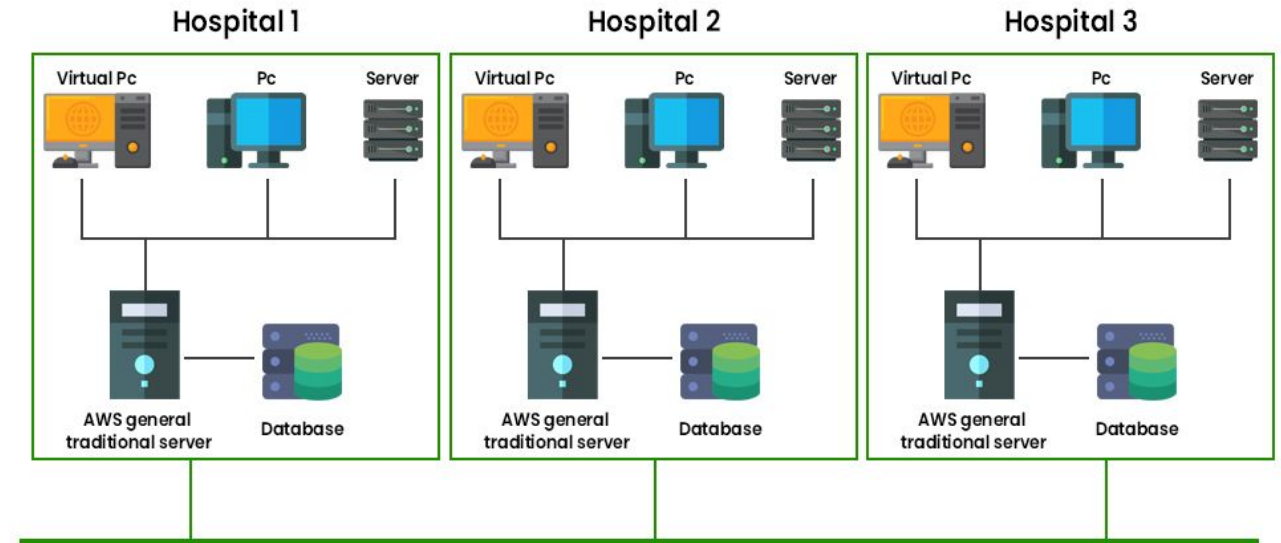 Hospital 1
Hospital 2
Hospital 3
Virtual Pc
Pc
Server
Virtual Pc
Pc
Server
Virtual Pc
Pc
Server
AWS general
traditional server
Database
AWS general
traditional server
Database
AWS general
traditional server
Database